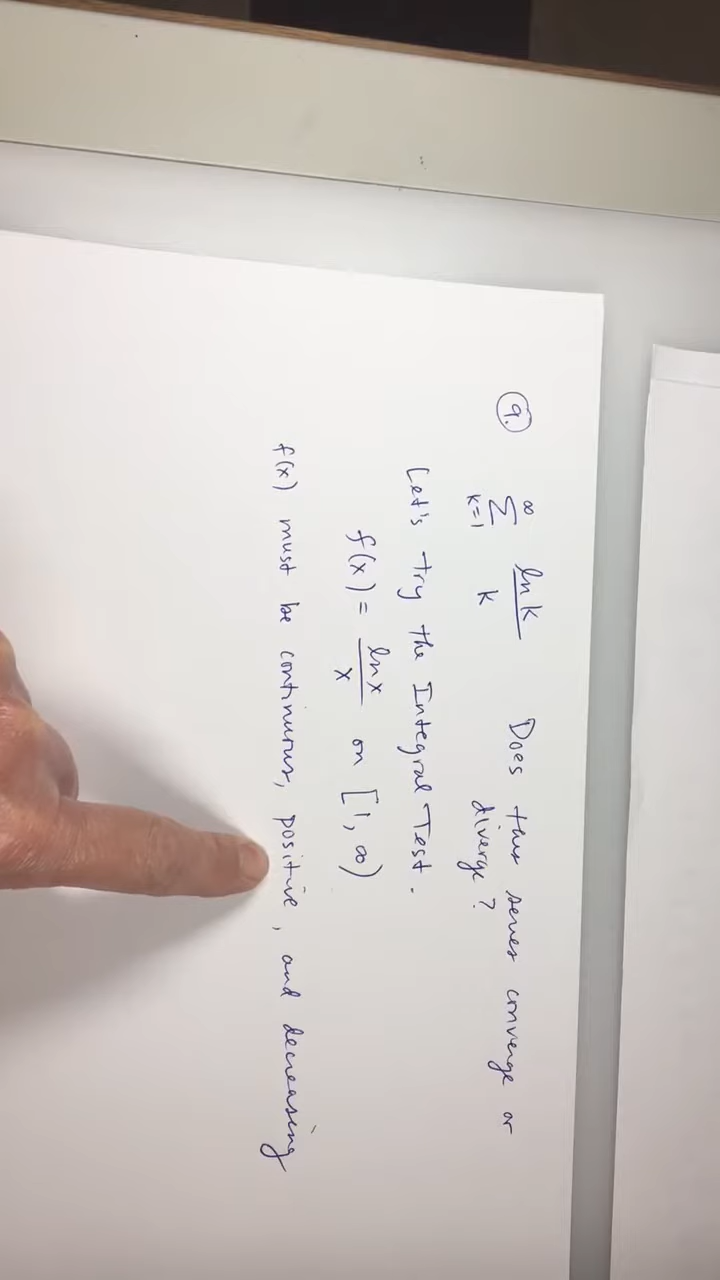 9. ∞ Σ k=1 ln k / k Does this series converge or
diverge?
Let's try the Integral Test.
f(x) = ln x / x on [1, ∞)
f(x) must be continuous, positive, and decreasing